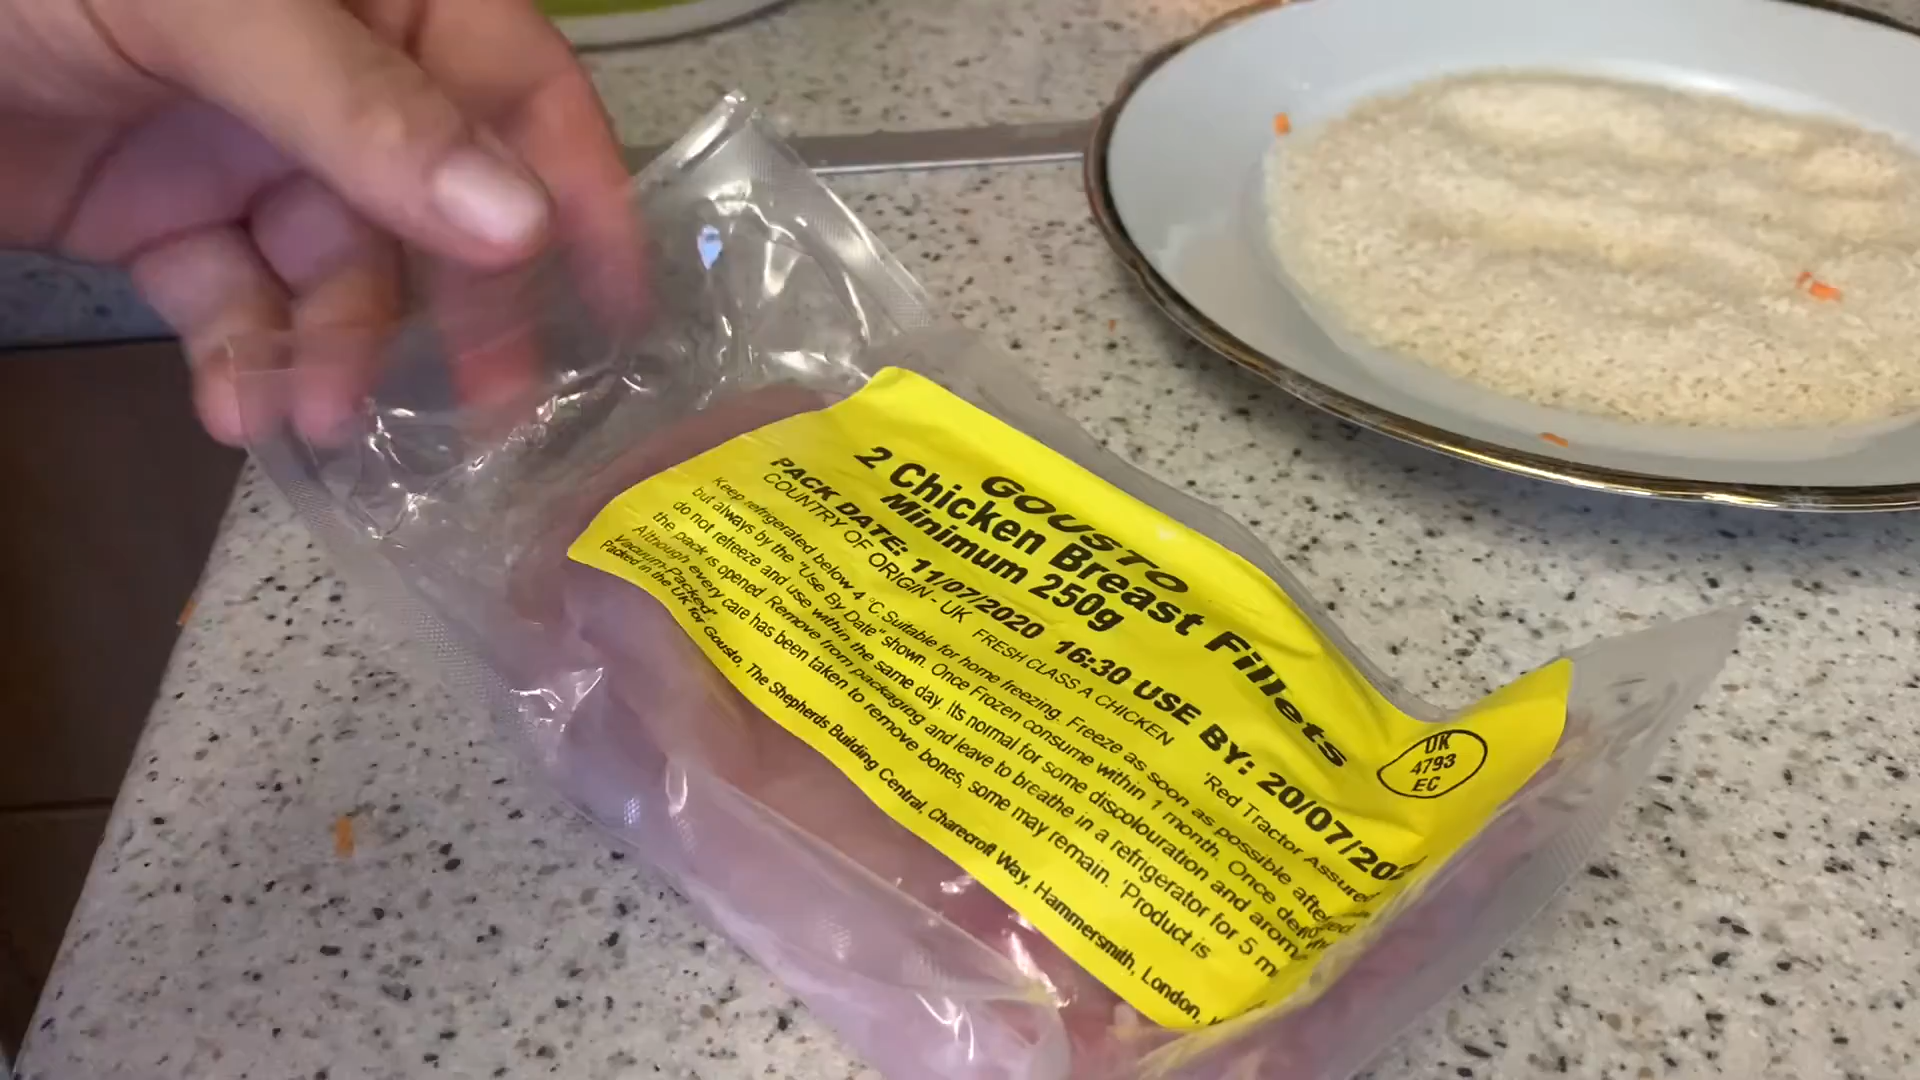 GOUSTO
2 Chicken Breast Fillets
Minimum 250g
PACK DATE: 11/07/2020 16:30 USE BY: 20/07/20
COUNTRY OF ORIGIN - UK FRESH CLASS A CHICKEN 'Red Tractor Assured'
Keep refrigerated below 4°C. Suitable for home freezing. Freeze as soon as possible after
but always by the "Use By Date" shown. Once Frozen consume within 1 month. Once
do not refreeze and use within the same day. Its normal for some discolouration and
the pack is opened. Remove from packaging and leave to breathe in a refrigerator for 5
Although every care has been taken to remove bones, some may remain. 'Product is
Vacuum-Packed'.
Packed in the UK for Gousto, The Shepherds Building Central, Charecroft Way, Hammersmith, London,
UK
4793
EC